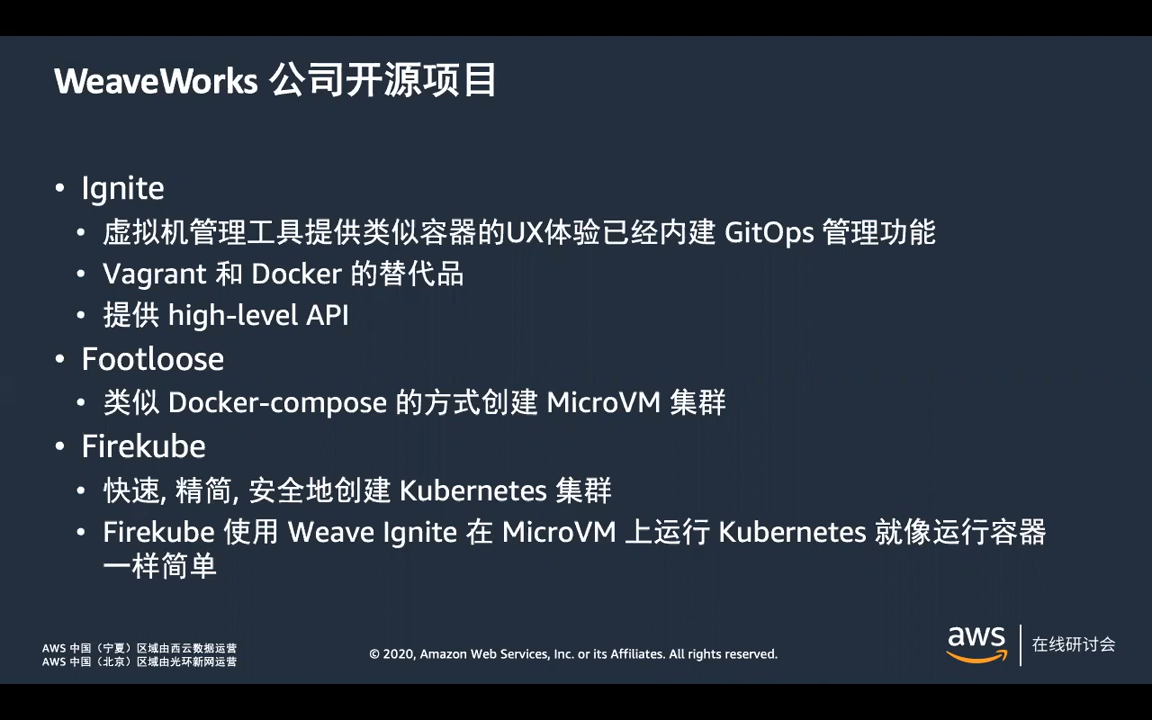 WeaveWorks 公司开源项目
• Ignite
• 虚拟机管理工具提供类似容器的UX体验已经内建 GitOps 管理功能
• Vagrant 和 Docker 的替代品
• 提供 high-level API
• Footloose
• 类似 Docker-compose 的方式创建 MicroVM 集群
• Firekube
• 快速, 精简, 安全地创建 Kubernetes 集群
• Firekube 使用 Weave Ignite 在 MicroVM 上运行 Kubernetes 就像运行容器
一样简单
AWS 中国（宁夏）区域由西云数据运营
AWS 中国（北京）区域由光环新网运营
© 2020, Amazon Web Services, Inc. or its Affiliates. All rights reserved.
aws 在线研讨会